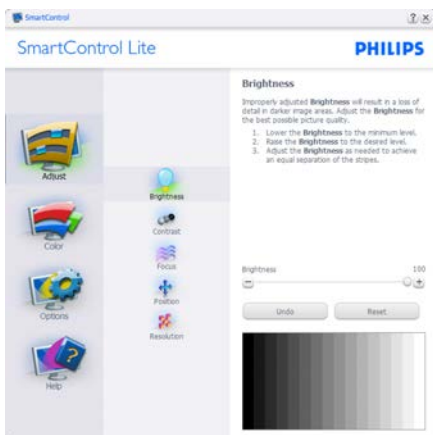 SmartControl
SmartControl Lite
PHILIPS
Adjust
Color
Options
Help
Brightness
Contrast
Focus
Position
Resolution
Brightness
Improperly adjusted Brightness will result in a loss of
detail in darker image areas. Adjust the Brightness for
the best possible picture quality.
1. Lower the Brightness to the minimum level.
2. Raise the Brightness to the desired level.
3. Adjust the Brightness as needed to achieve
an equal separation of the stripes.
Brightness 100
Undo Reset